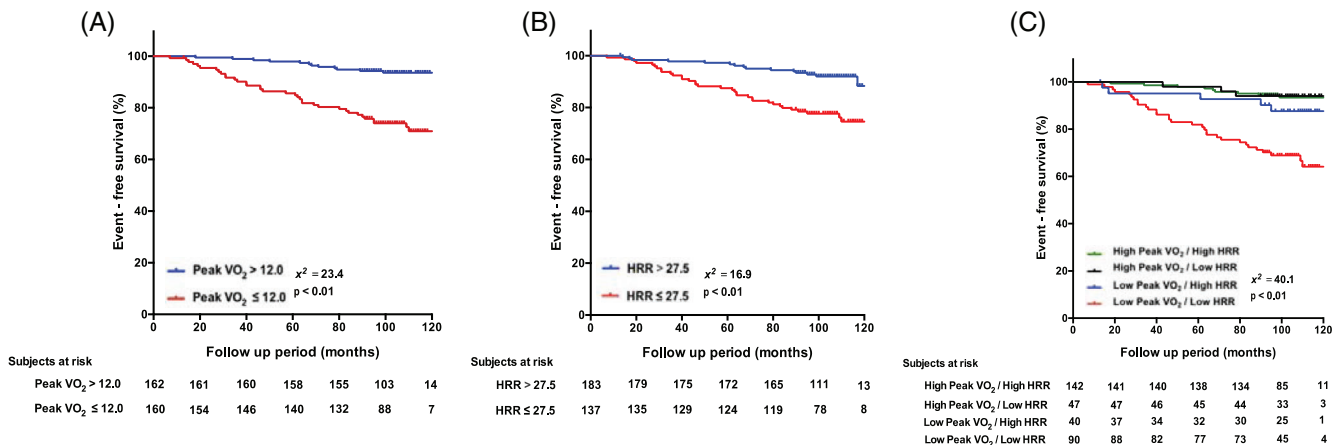 (A)
Event - free survival (%)
100
80
60
40
20
0
Peak VO₂ > 12.0
Peak VO₂ ≤ 12.0
x² = 23.4
p < 0.01
0 20 40 60 80 100 120
Follow up period (months)
Subjects at risk
Peak VO₂ > 12.0 162 161 160 158 155 103 14
Peak VO₂ ≤ 12.0 160 154 146 140 132 88 7
(B)
Event - free survival (%)
100
80
60
40
20
0
HRR > 27.5
HRR ≤ 27.5
x² = 16.9
p < 0.01
0 20 40 60 80 100 120
Follow up period (months)
Subjects at risk
HRR > 27.5 183 179 175 172 165 111 13
HRR ≤ 27.5 137 135 129 124 119 78 8
(C)
Event - free survival (%)
100
80
60
40
20
0
High Peak VO₂ / High HRR
High Peak VO₂ / Low HRR
Low Peak VO₂ / High HRR
Low Peak VO₂ / Low HRR
x² = 40.1
p < 0.01
0 20 40 60 80 100 120
Follow up period (months)
Subjects at risk
High Peak VO₂ / High HRR 142 141 140 138 134 85 11
High Peak VO₂ / Low HRR 47 47 46 45 44 33 3
Low Peak VO₂ / High HRR 40 37 34 32 30 25 1
Low Peak VO₂ / Low HRR 90 88 82 77 73 45 4